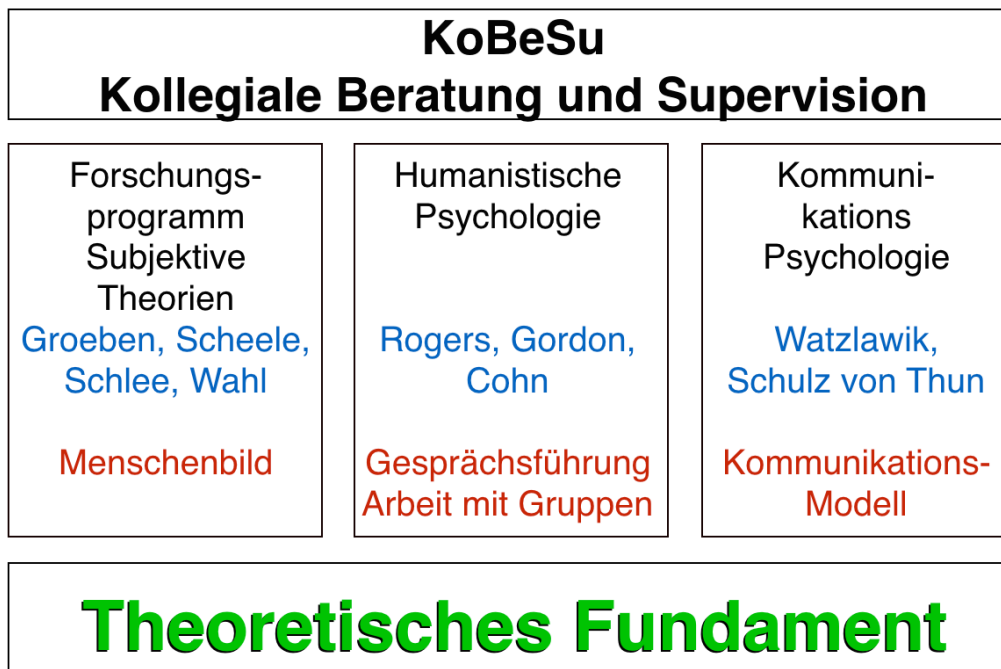 KoBeSu
Kollegiale Beratung und Supervision
Forschungs-
programm
Subjektive
Theorien
Groeben, Scheele,
Schlee, Wahl
Menschenbild
Humanistische
Psychologie
Rogers, Gordon,
Cohn
Gesprächsführung
Arbeit mit Gruppen
Kommuni-
kations
Psychologie
Watzlawik,
Schulz von Thun
Kommunikations-
Modell
Theoretisches Fundament